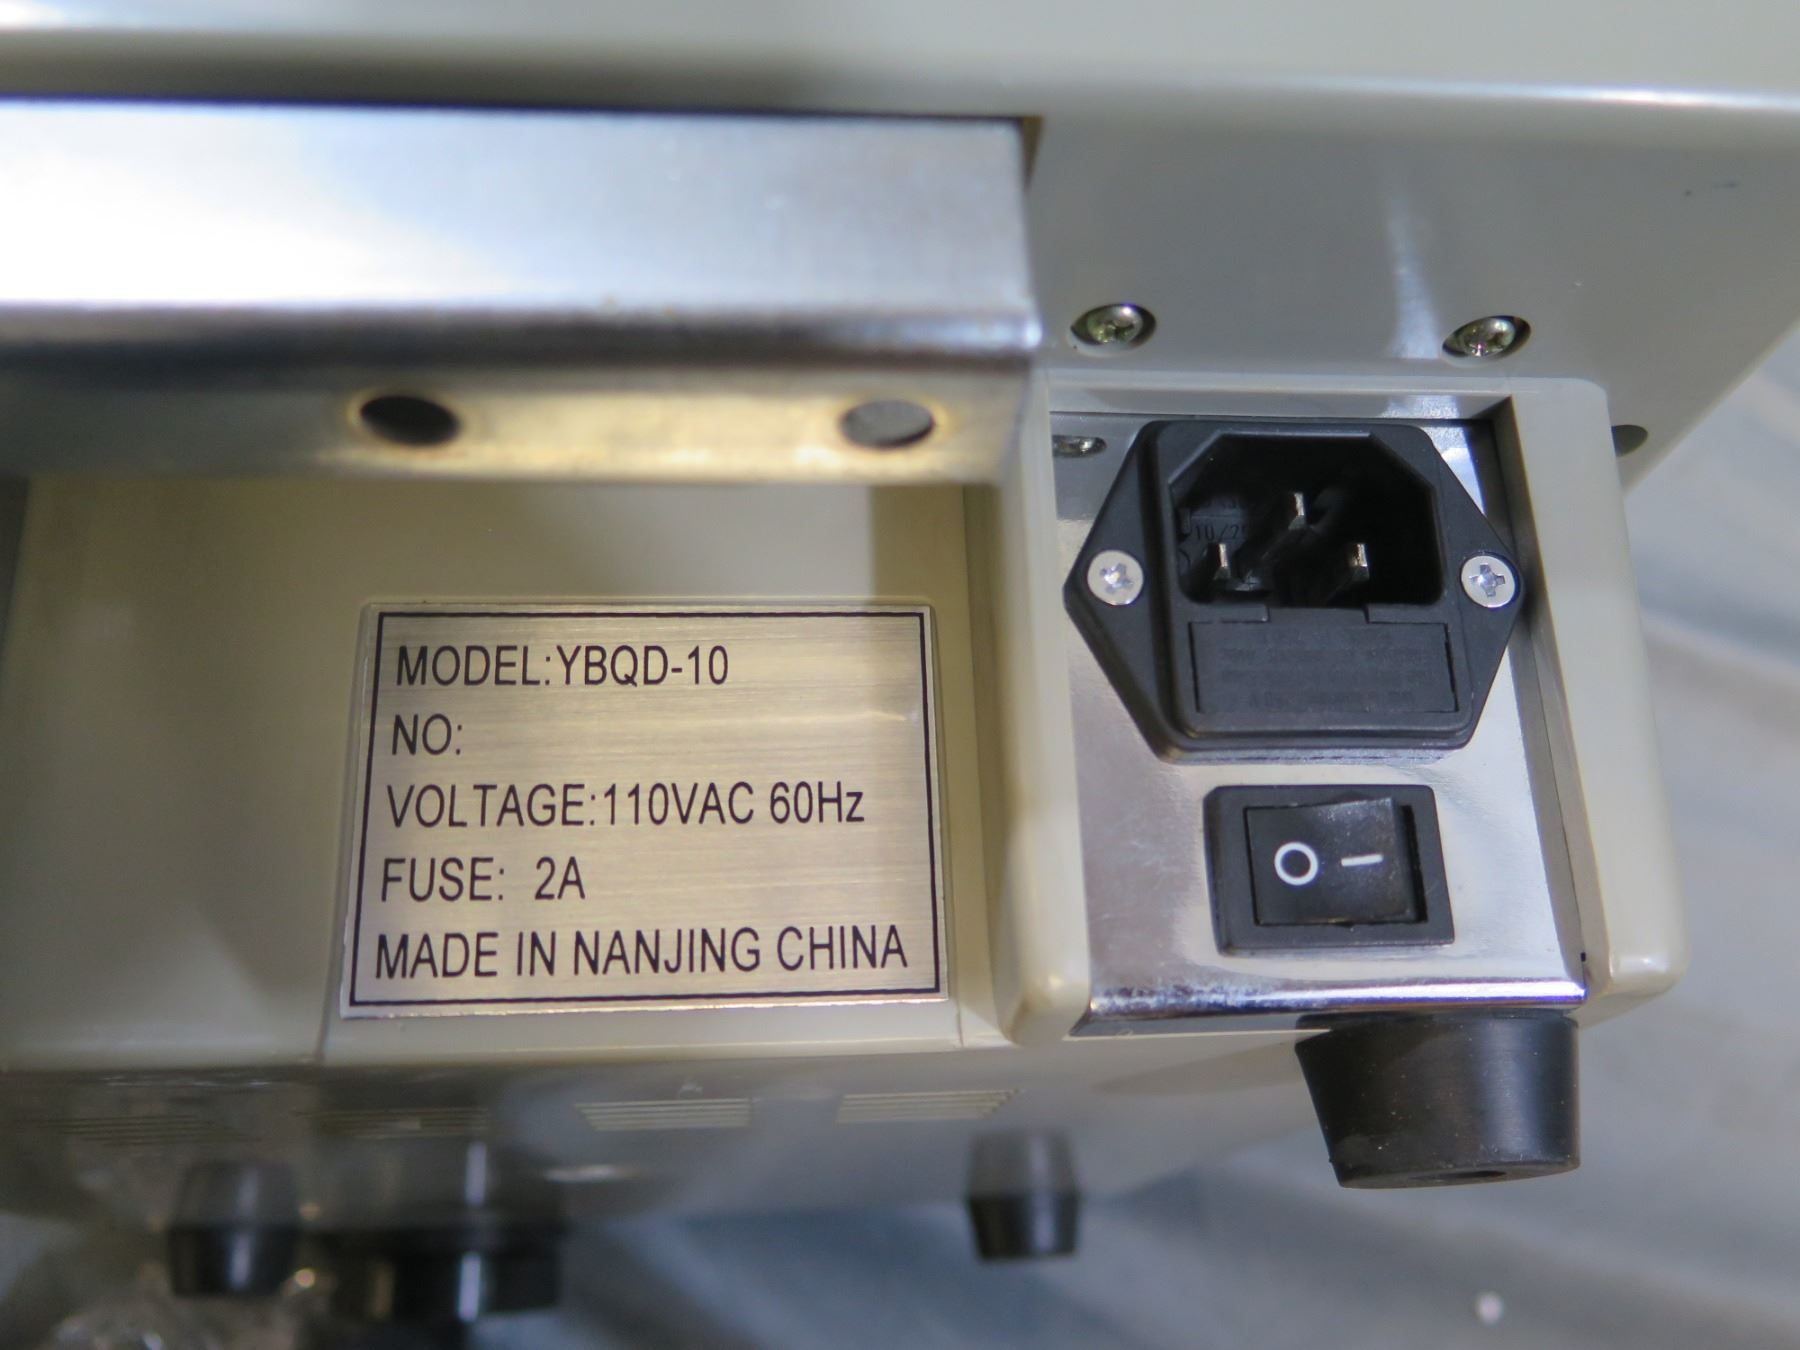 MODEL:YBQD-10
NO:
VOLTAGE:110VAC 60Hz
FUSE: 2A
MADE IN NANJING CHINA
O –